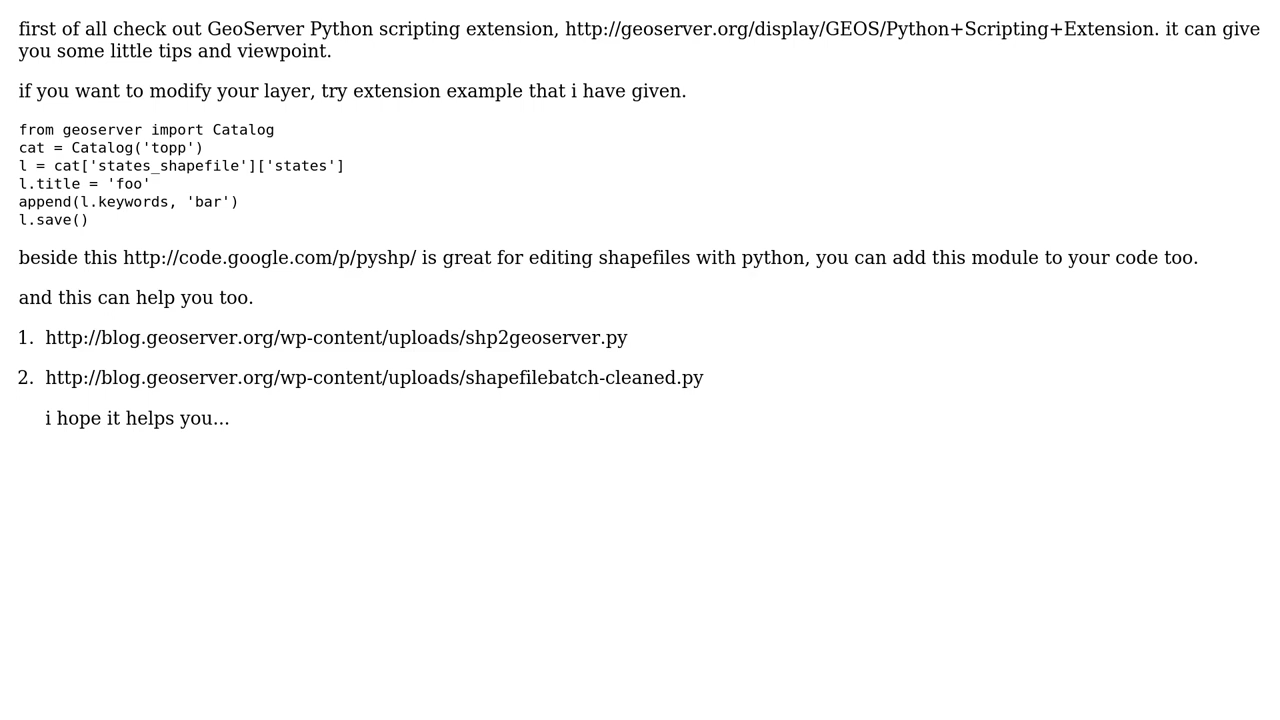 first of all check out GeoServer Python scripting extension, http://geoserver.org/display/GEOS/Python+Scripting+Extension. it can give
you some little tips and viewpoint.
if you want to modify your layer, try extension example that i have given.
from geoserver import Catalog
cat = Catalog('topp')
l = cat['states_shapefile']['states']
l.title = 'foo'
append(l.keywords, 'bar')
l.save()
beside this http://code.google.com/p/pyshp/ is great for editing shapefiles with python, you can add this module to your code too.
and this can help you too.
1. http://blog.geoserver.org/wp-content/uploads/shp2geoserver.py
2. http://blog.geoserver.org/wp-content/uploads/shapefilebatch-cleaned.py
i hope it helps you...